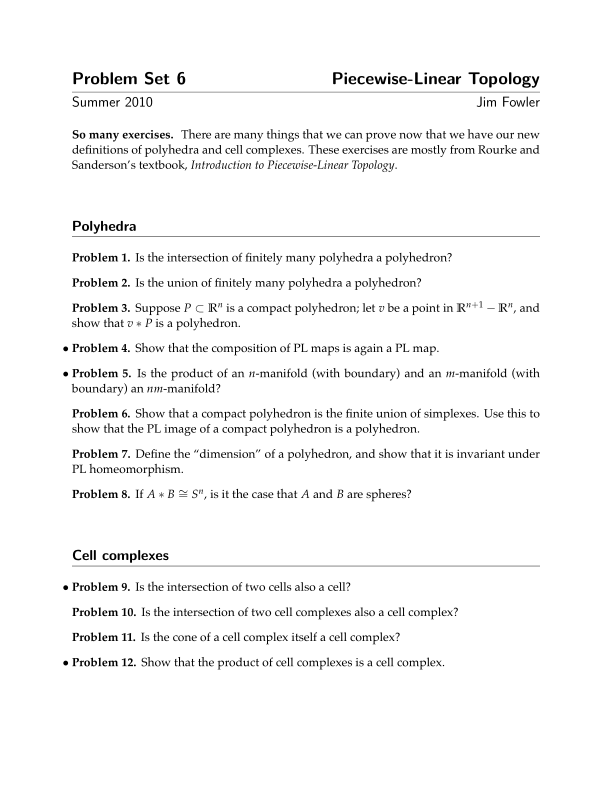 Problem Set 6 Piecewise-Linear Topology
Summer 2010 Jim Fowler
So many exercises. There are many things that we can prove now that we have our new
definitions of polyhedra and cell complexes. These exercises are mostly from Rourke and
Sanderson's textbook, Introduction to Piecewise-Linear Topology.
Polyhedra
Problem 1. Is the intersection of finitely many polyhedra a polyhedron?
Problem 2. Is the union of finitely many polyhedra a polyhedron?
Problem 3. Suppose P ⊂ ℝⁿ is a compact polyhedron; let v be a point in ℝⁿ⁺¹ − ℝⁿ, and
show that v ∗ P is a polyhedron.
• Problem 4. Show that the composition of PL maps is again a PL map.
• Problem 5. Is the product of an n-manifold (with boundary) and an m-manifold (with
boundary) an nm-manifold?
Problem 6. Show that a compact polyhedron is the finite union of simplexes. Use this to
show that the PL image of a compact polyhedron is a polyhedron.
Problem 7. Define the “dimension” of a polyhedron, and show that it is invariant under
PL homeomorphism.
Problem 8. If A ∗ B ≅ Sⁿ, is it the case that A and B are spheres?
Cell complexes
• Problem 9. Is the intersection of two cells also a cell?
Problem 10. Is the intersection of two cell complexes also a cell complex?
Problem 11. Is the cone of a cell complex itself a cell complex?
• Problem 12. Show that the product of cell complexes is a cell complex.